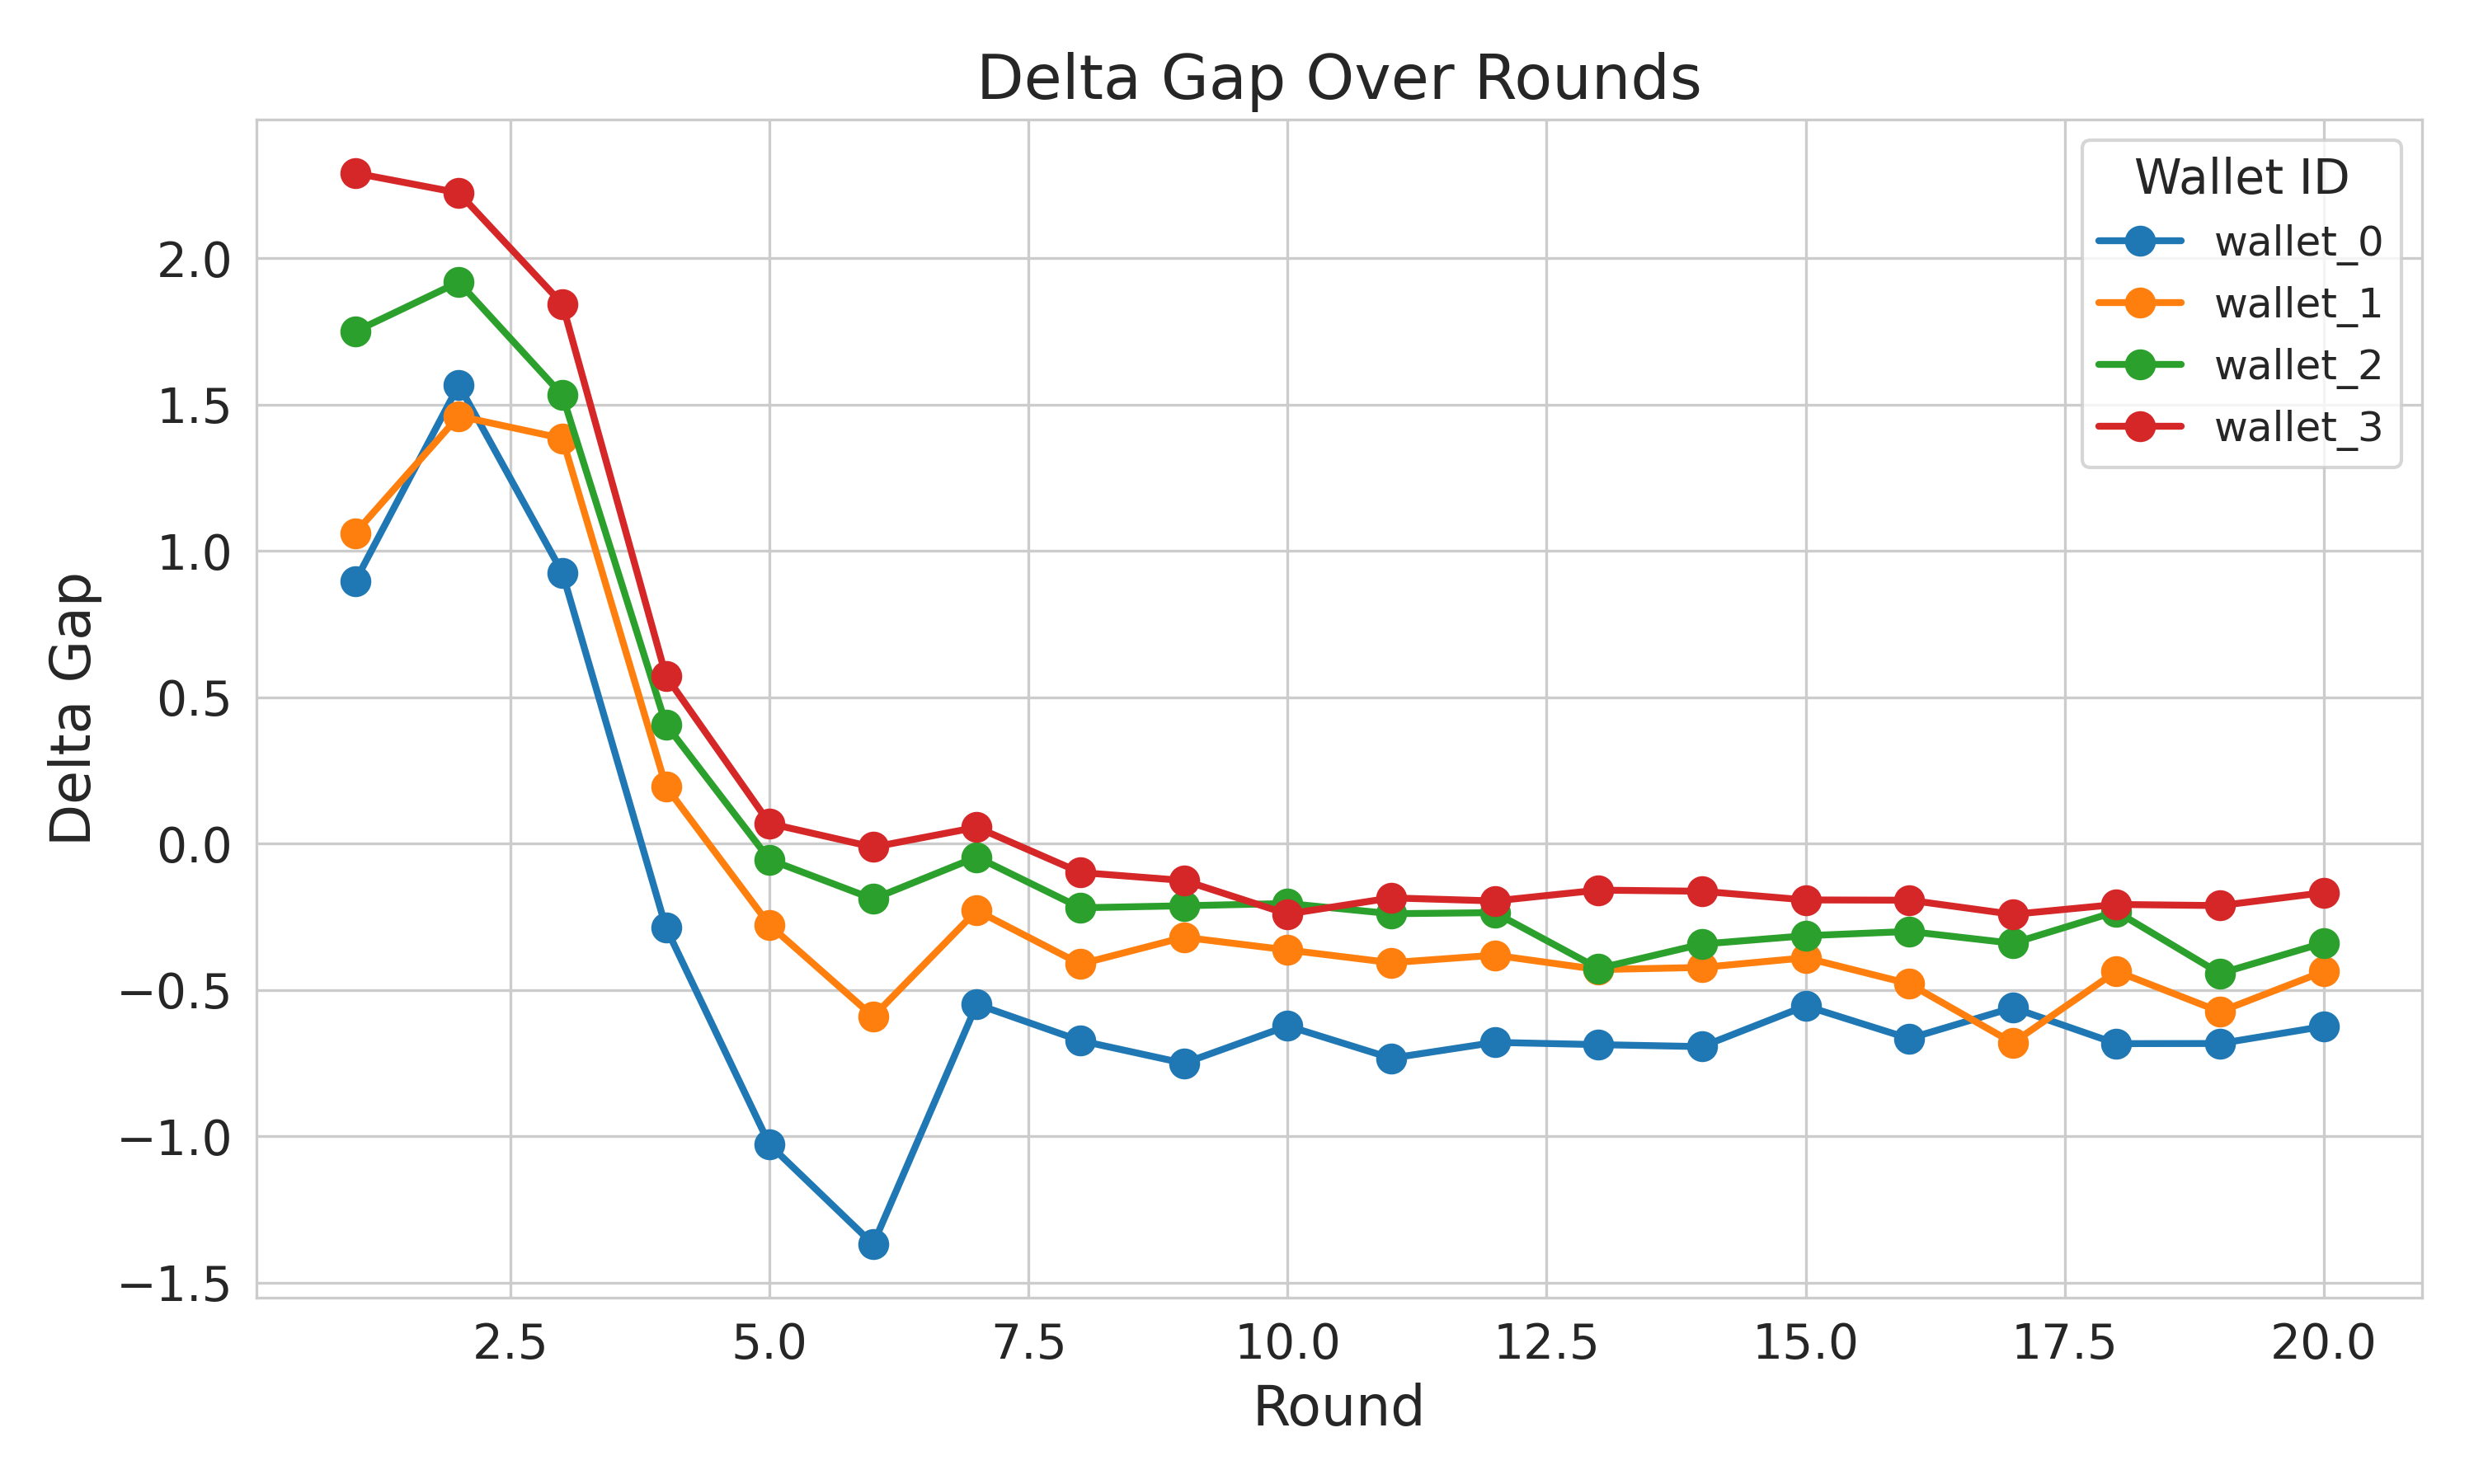 Delta Gap Over Rounds
Delta Gap
2.0
1.5
1.0
0.5
0.0
−0.5
−1.0
−1.5
Wallet ID
wallet_0
wallet_1
wallet_2
wallet_3
2.5 5.0 7.5 10.0 12.5 15.0 17.5 20.0
Round